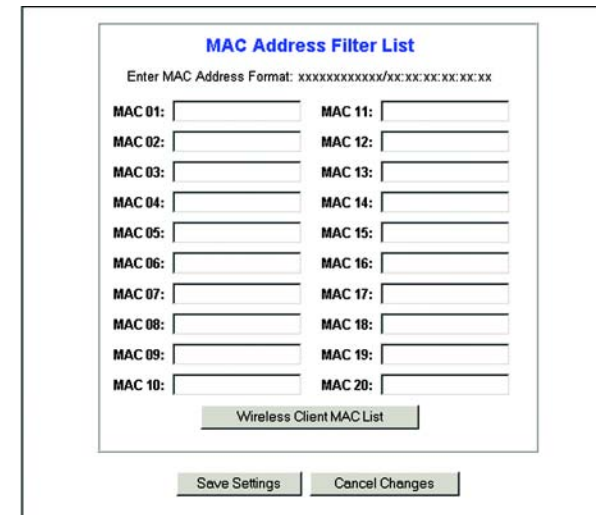 MAC Address Filter List
Enter MAC Address Format: xxxxxxxxxxxx/xx:xx:xx:xx:xx:xx
MAC 01: MAC 11:
MAC 02: MAC 12:
MAC 03: MAC 13:
MAC 04: MAC 14:
MAC 05: MAC 15:
MAC 06: MAC 16:
MAC 07: MAC 17:
MAC 08: MAC 18:
MAC 09: MAC 19:
MAC 10: MAC 20:
Wireless Client MAC List
Save Settings Cancel Changes